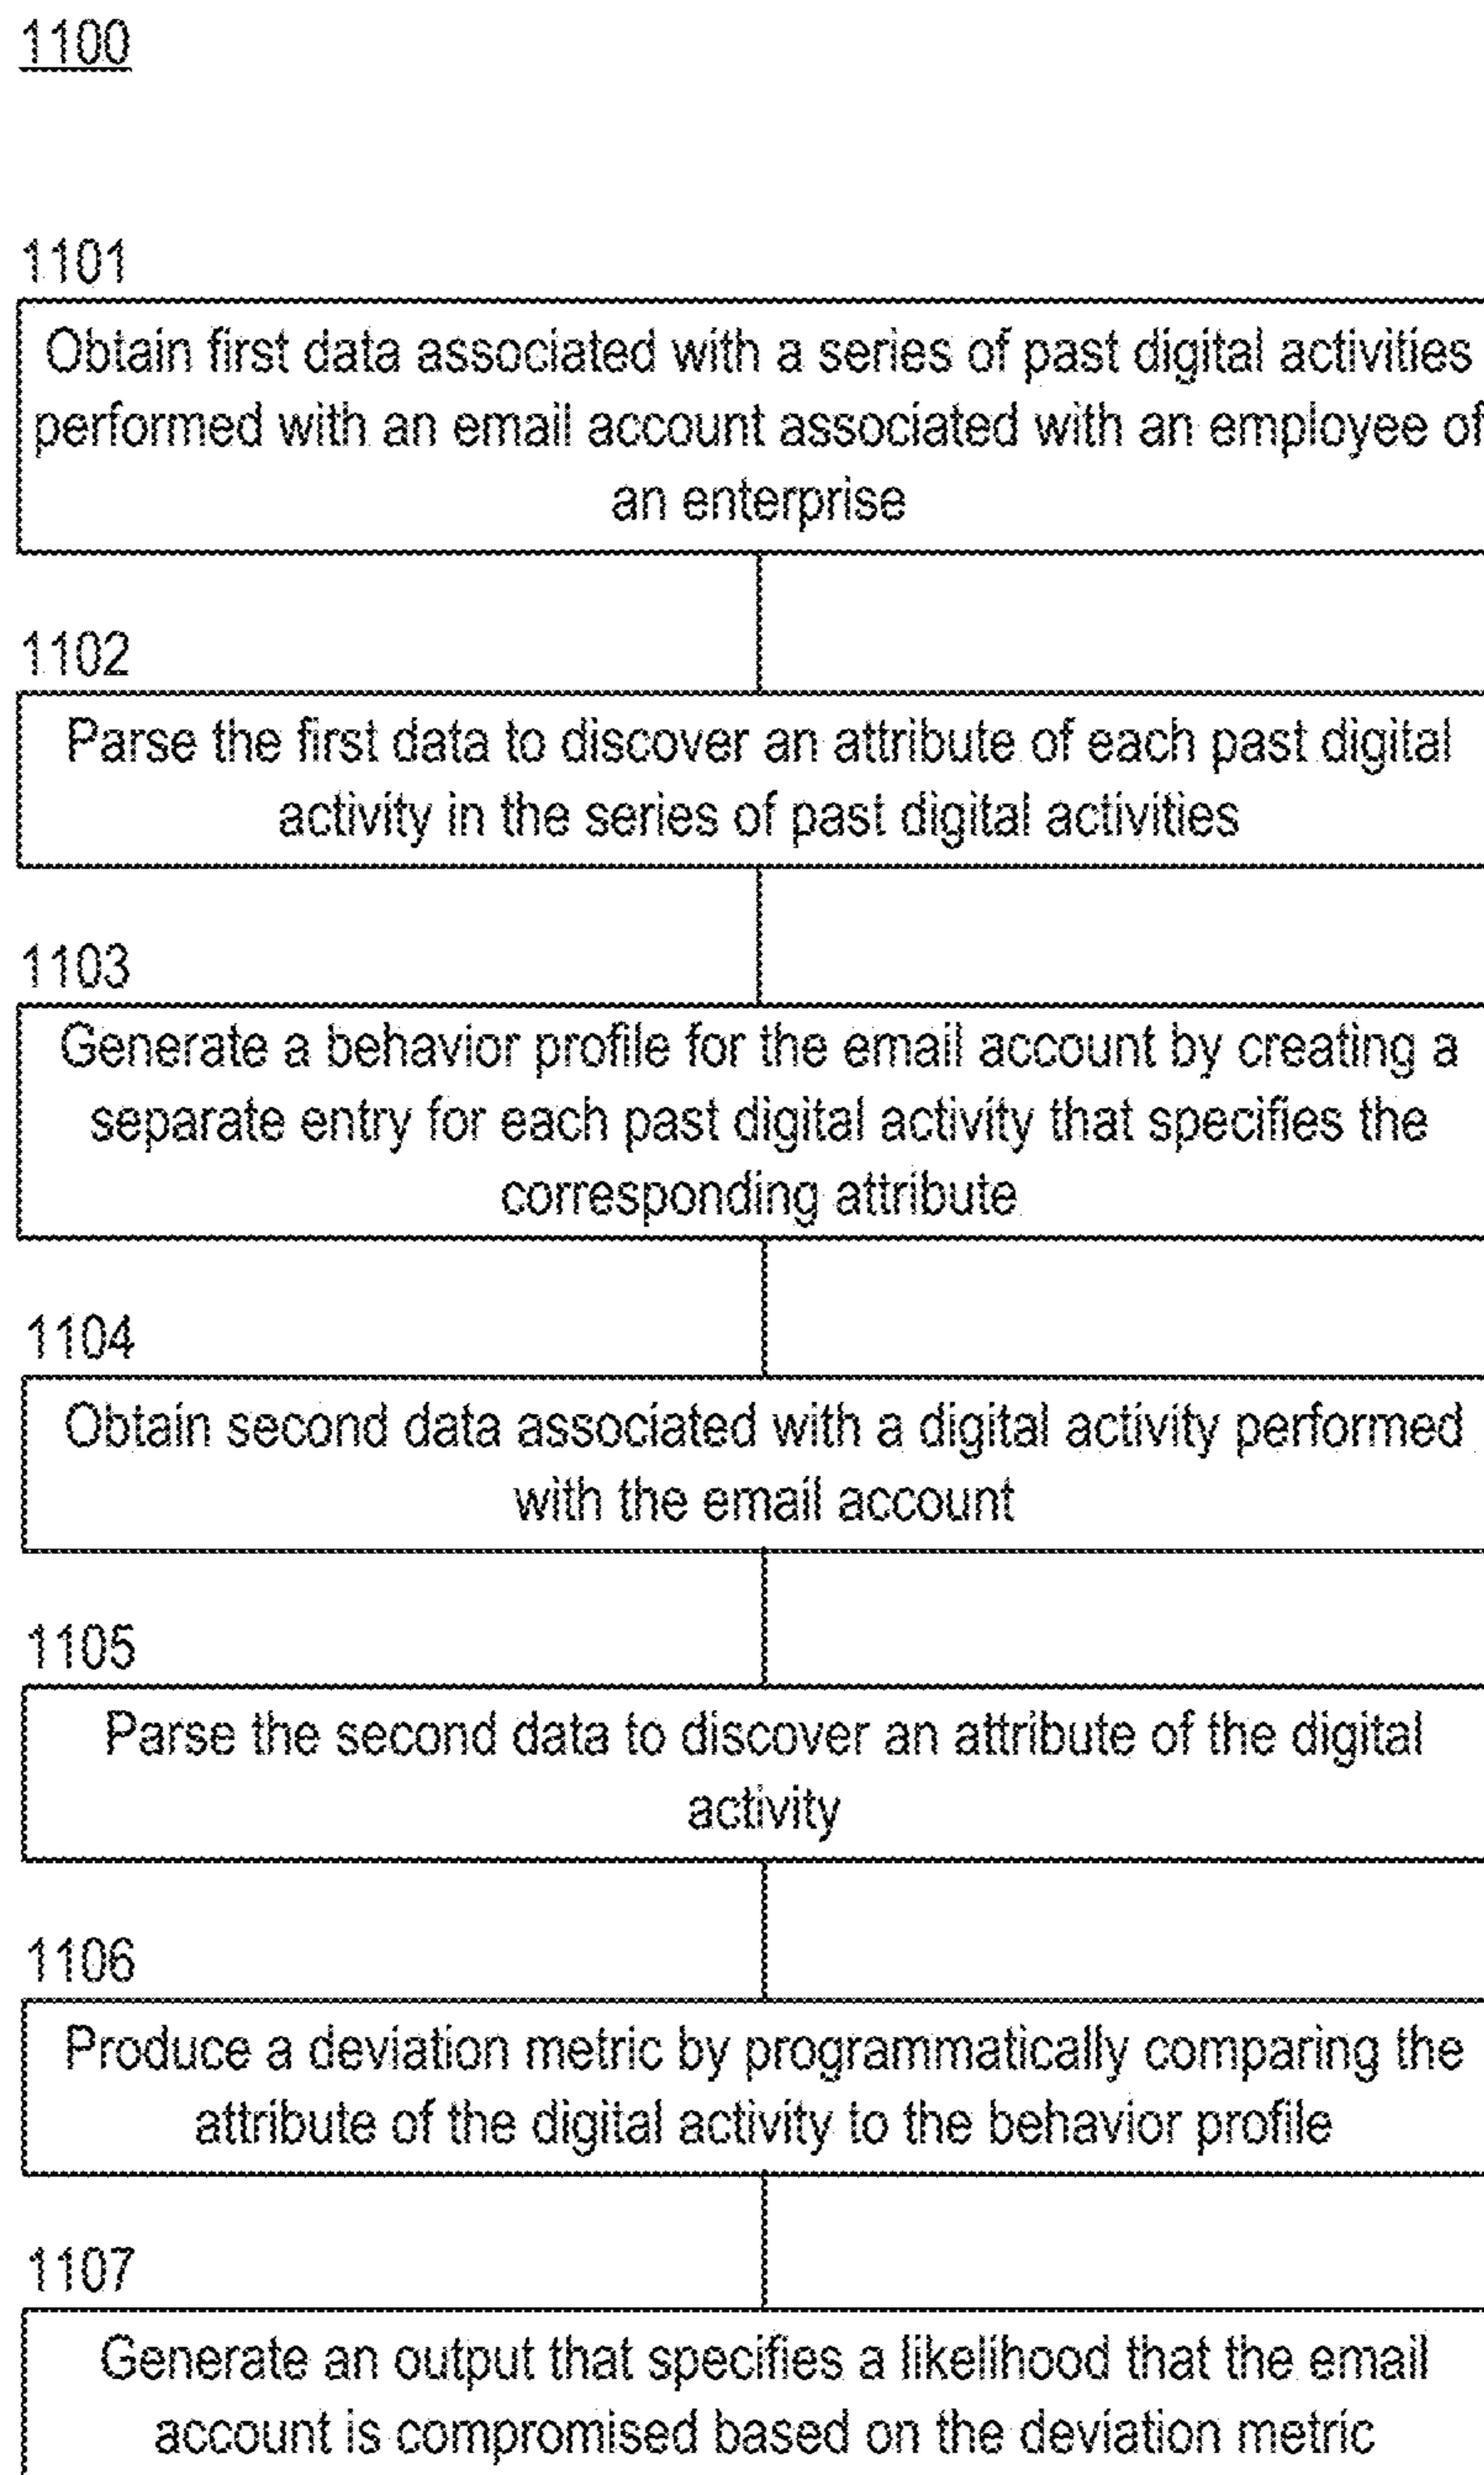 1100
1101
Obtain first data associated with a series of past digital activities
performed with an email account associated with an employee of
an enterprise
1102
Parse the first data to discover an attribute of each past digital
activity in the series of past digital activities
1103
Generate a behavior profile for the email account by creating a
separate entry for each past digital activity that specifies the
corresponding attribute
1104
Obtain second data associated with a digital activity performed
with the email account
1105
Parse the second data to discover an attribute of the digital
activity
1106
Produce a deviation metric by programmatically comparing the
attribute of the digital activity to the behavior profile
1107
Generate an output that specifies a likelihood that the email
account is compromised based on the deviation metric